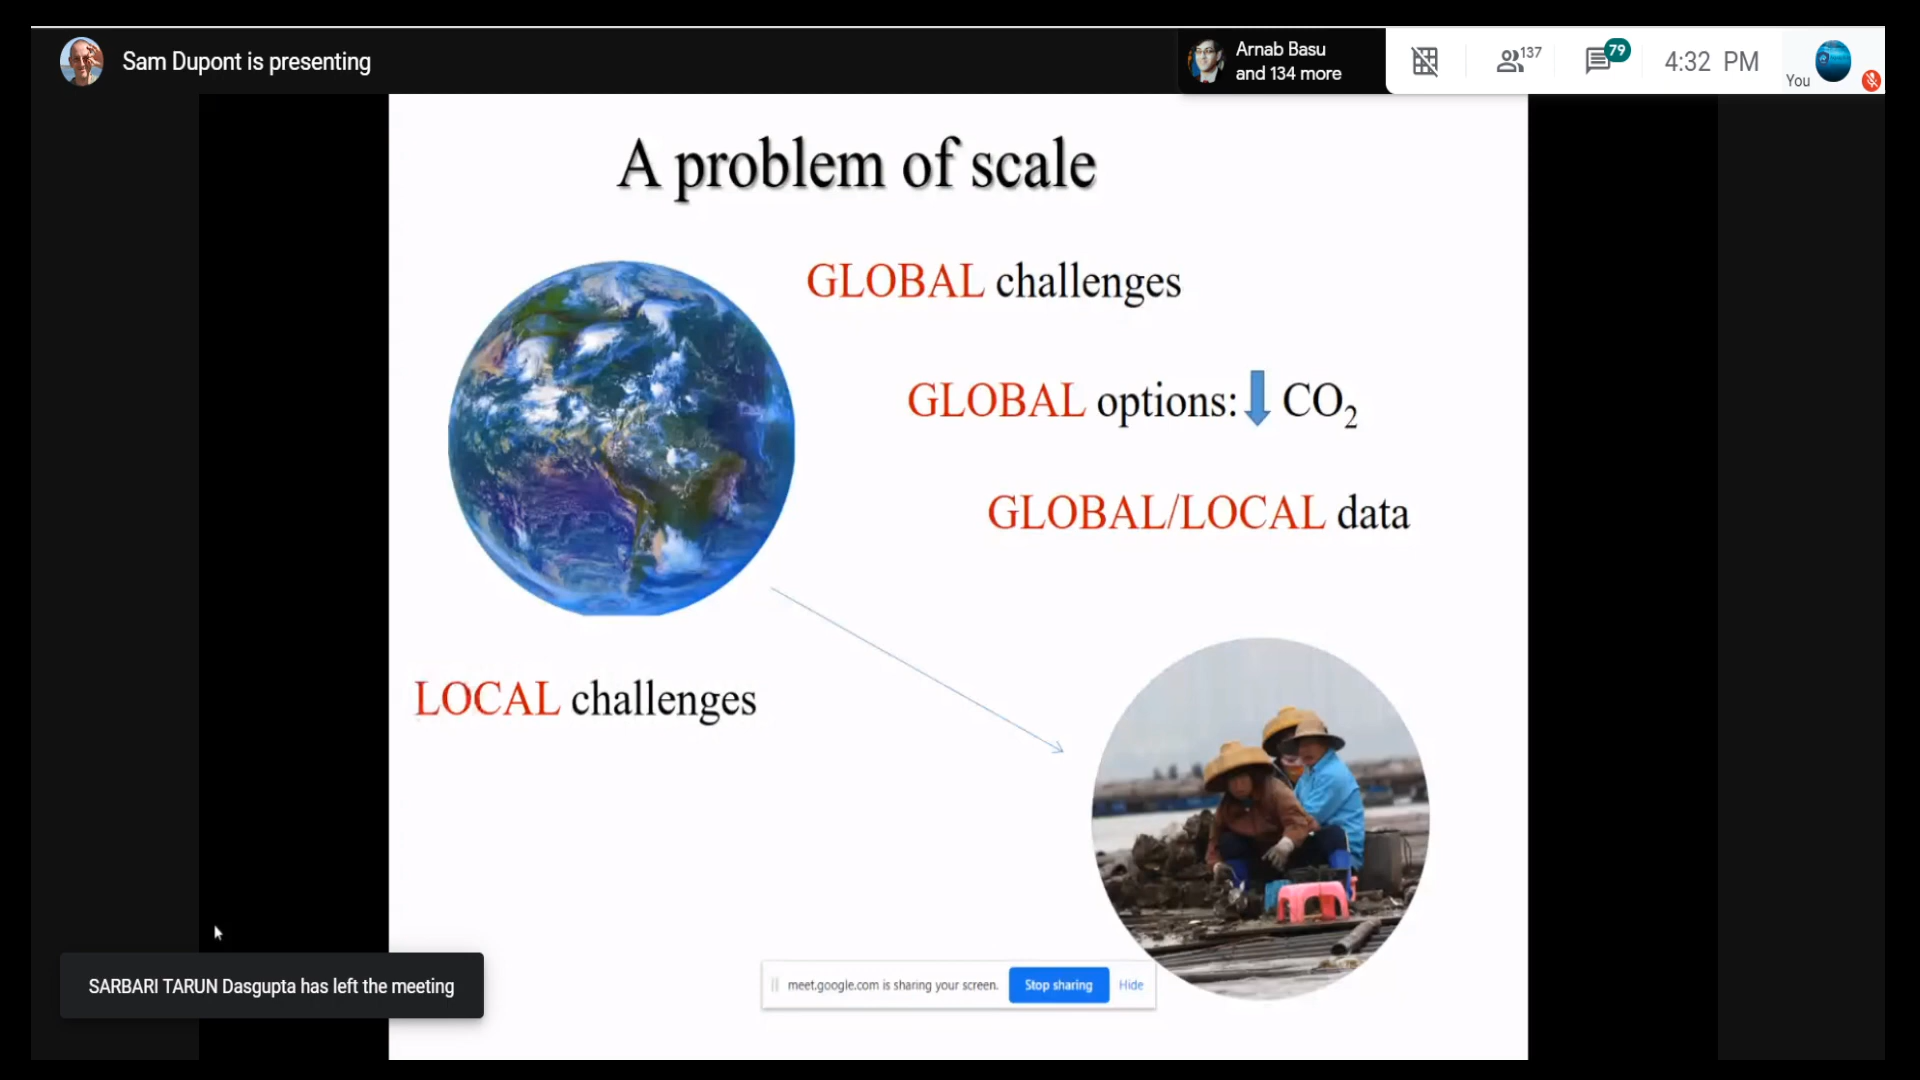 Sam Dupont is presenting
Arnab Basu
and 134 more
137
79
4:32 PM
You
A problem of scale
GLOBAL challenges
GLOBAL options: CO₂
GLOBAL/LOCAL data
LOCAL challenges
SARBARI TARUN Dasgupta has left the meeting
meet.google.com is sharing your screen. Stop sharing Hide